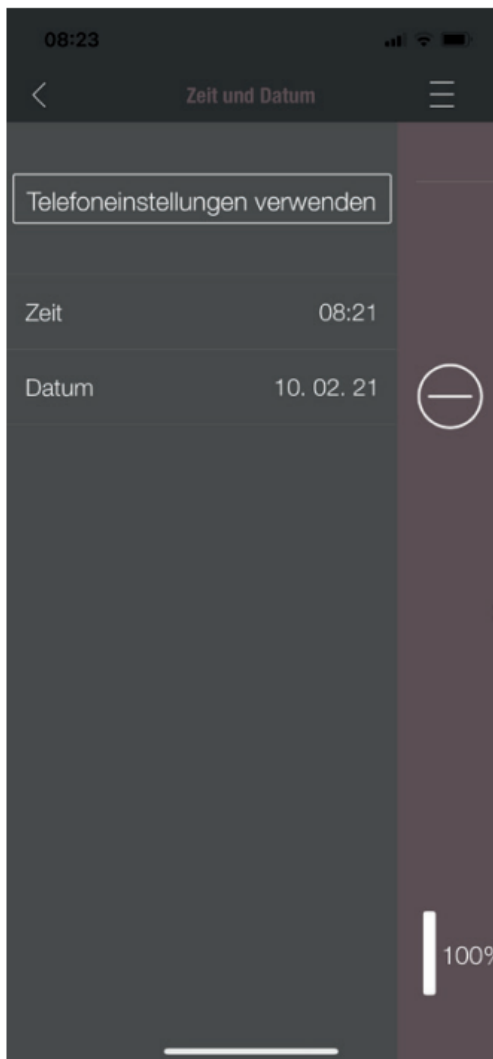 08:23
Zeit und Datum
Telefoneinstellungen verwenden
Zeit 08:21
Datum 10. 02. 21
100%